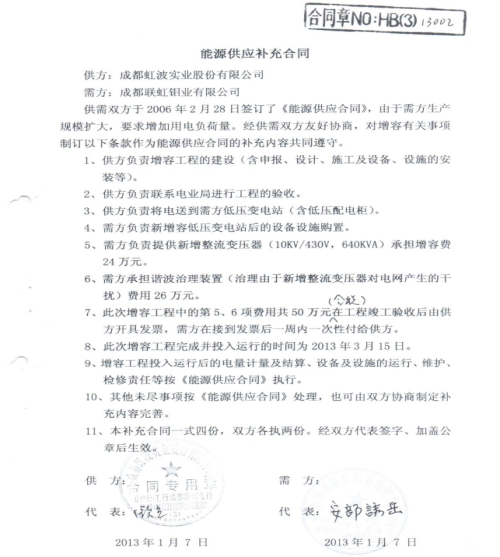 合同章NO:HB(3) 13002
能源供应补充合同
供方：成都虹波实业股份有限公司
需方：成都联虹钼业有限公司
供需双方于 2006 年 2 月 28 日签订了《能源供应合同》，由于需方生产
规模扩大，要求增加用电负荷量。经供需双方友好协商，对增容有关事项
制订以下条款作为能源供应合同的补充内容共同遵守。
1、供方负责增容工程的建设（含申报、设计、施工及设备、设施的安
装等）。
2、供方负责联系电业局进行工程的验收。
3、供方负责将电送到需方低压变电站（含低压配电柜）。
4、需方负责新增容低压变电站后的设备设施购置。
5、需方负责提供新增整流变压器（10KV/430V，640KVA）承担增容费
24 万元。
6、需方承担谐波治理装置（治理由于新增整流变压器对电网产生的干
扰）费用 26 万元。
7、此次增容工程中的第 5、6 项费用共 50 万元在工程竣工验收后由供
方开具发票，需方在接到发票后一周内一次性付给供方。
8、此次增容工程完成并投入运行的时间为 2013 年 3 月 15 日。
9、增容工程投入运行后的电量计量及结算、设备及设施的运行、维护、
检修责任等按《能源供应合同》执行。
10、其他未尽事项按《能源供应合同》处理，也可由双方协商制定补
充内容完善。
11、本补充合同一式四份，双方各执两份。经双方代表签字、加盖公
章后生效。
供 方： 需 方：
同专用章
代 表： 代 表：
2013 年 1 月 7 日 2013 年 1 月 7 日